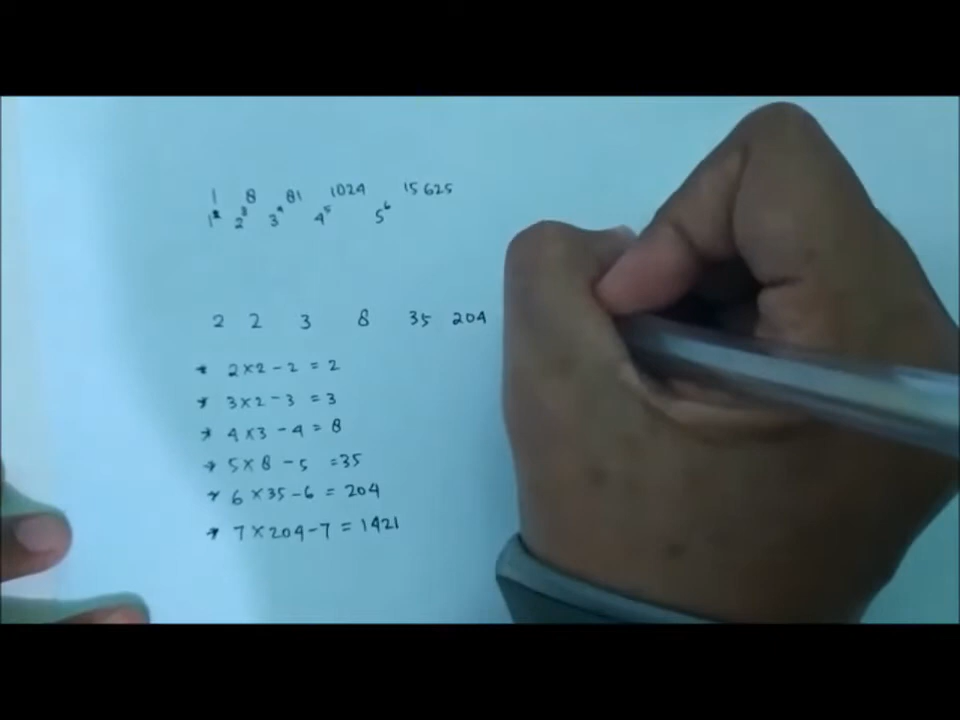 1 8 81 1024 15625
1² 2³ 3⁴ 4⁵ 5⁶
2 2 3 8 35 204
* 2×2-2 = 2
* 3×2-3 = 3
* 4×3-4 = 8
* 5×8-5 =35
* 6×35-6 = 204
* 7×204-7 = 1421